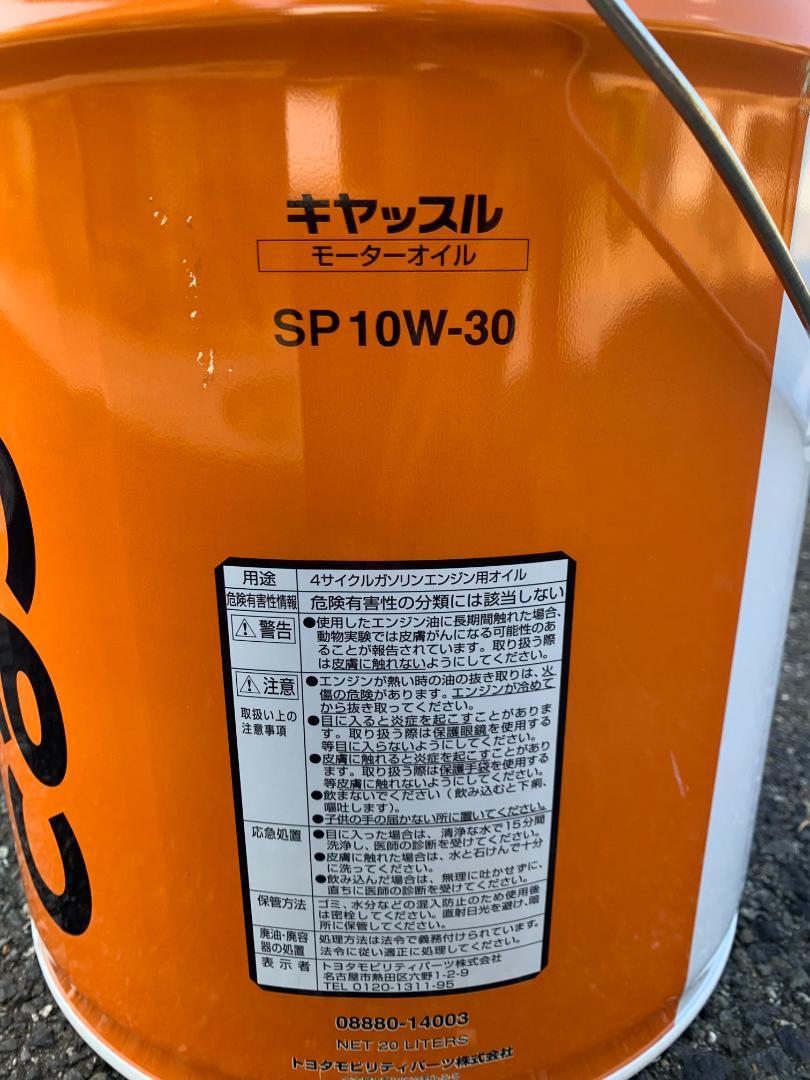 キヤッスル
モーターオイル
SP 10W-30
用途 4サイクルガソリンエンジン用オイル
危険有害性情報 危険有害性の分類には該当しない
警告 ●使用したエンジン油に長期間触れた場合、
動物実験では皮膚がんになる可能性のあ
ることが報告されています。取り扱う際
は皮膚に触れないようにしてください。
注意 ●エンジンが熱い時の油の抜き取りは、火
傷の危険があります。エンジンが冷めて
から抜き取ってください。
取扱い上の
注意事項
●目に入ると炎症を起こすことがありま
す。取り扱う際は保護眼鏡を使用する
等目に入らないようにしてください。
●皮膚に触れると炎症を起こすことがあり
ます。取り扱う際は保護手袋を使用する
等皮膚に触れないようにしてください。
●飲まないでください(飲み込むと下痢、
嘔吐します)。
●子供の手の届かない所に置いてください。
応急処置 ●目に入った場合は、清浄な水で15分間
洗浄し、医師の診断を受けてください。
●皮膚に触れた場合は、水と石けんで十分
に洗ってください。
●飲み込んだ場合は、無理に吐かせずに、
直ちに医師の診断を受けてください。
保管方法 ゴミ、水分などの混入防止のため使用後
は密栓してください。直射日光を避け、暗
所に保管してください。
廃油・廃容
器の処置
処理方法は法令で義務付けられています。
法令に従い適正に処理してください。
表示者 トヨタモビリティパーツ株式会社
名古屋市熱田区六野1-2-9
TEL 0120-1311-95
08880-14003
NET 20 LITERS
トヨタモビリティパーツ株式会社